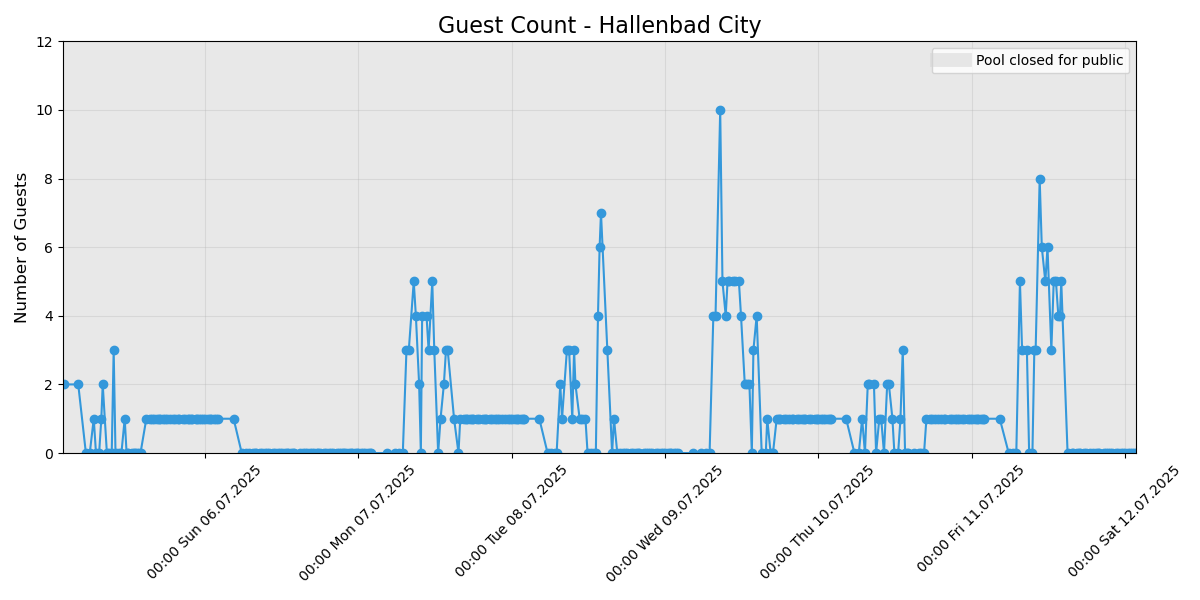 Guest Count - Hallenbad City
Pool closed for public
Number of Guests
12
10
8
6
4
2
0
00:00 Sun 06.07.2025
00:00 Mon 07.07.2025
00:00 Tue 08.07.2025
00:00 Wed 09.07.2025
00:00 Thu 10.07.2025
00:00 Fri 11.07.2025
00:00 Sat 12.07.2025